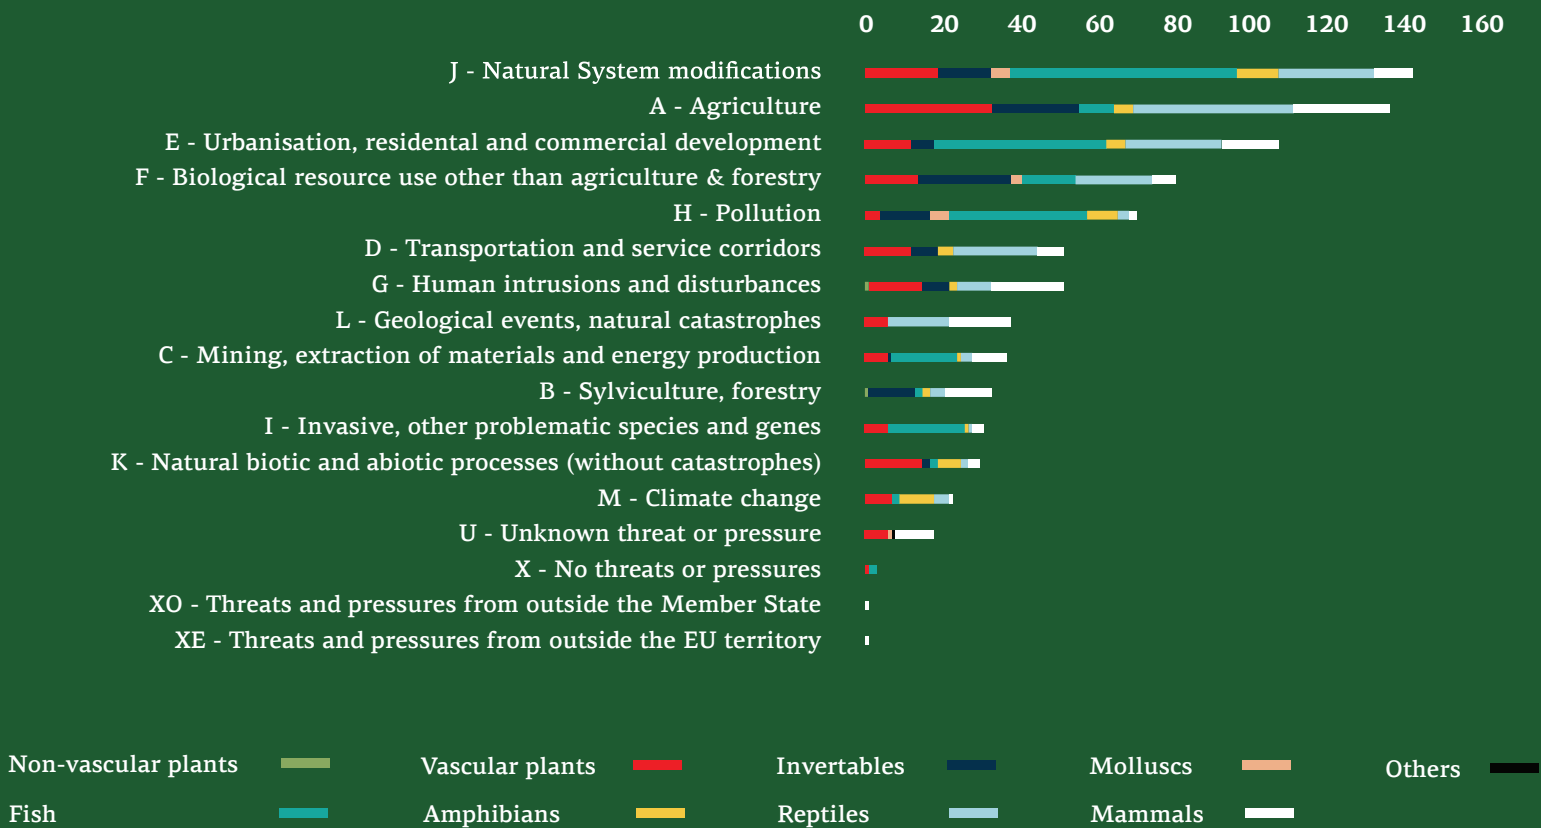 0 20 40 60 80 100 120 140 160
J - Natural System modifications
A - Agriculture
E - Urbanisation, residental and commercial development
F - Biological resource use other than agriculture & forestry
H - Pollution
D - Transportation and service corridors
G - Human intrusions and disturbances
L - Geological events, natural catastrophes
C - Mining, extraction of materials and energy production
B - Sylviculture, forestry
I - Invasive, other problematic species and genes
K - Natural biotic and abiotic processes (without catastrophes)
M - Climate change
U - Unknown threat or pressure
X - No threats or pressures
XO - Threats and pressures from outside the Member State
XE - Threats and pressures from outside the EU territory
Non-vascular plants Vascular plants Invertables Molluscs Others
Fish Amphibians Reptiles Mammals